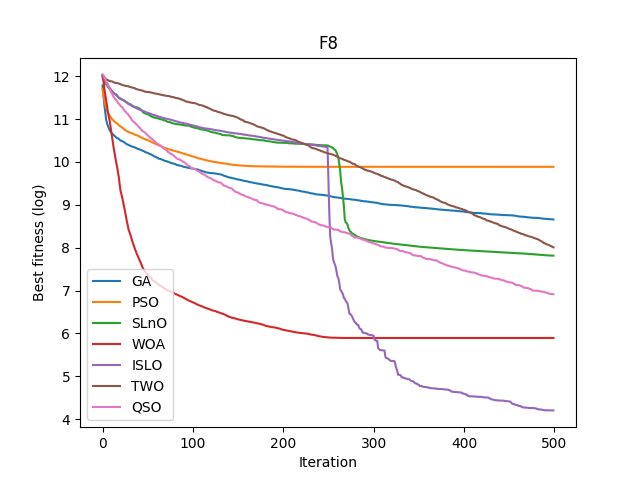 F8
Best fitness (log)
12
11
10
9
8
7
6
5
4
GA
PSO
SLnO
WOA
ISLO
TWO
QSO
0 100 200 300 400 500
Iteration